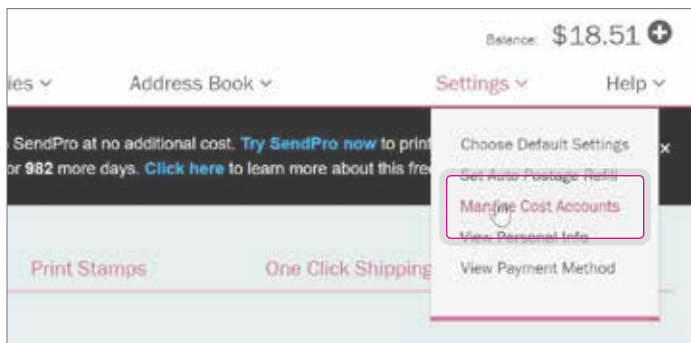 Balance: $18.51
ies Address Book Settings Help
SendPro at no additional cost. Try SendPro now to print
or 982 more days. Click here to learn more about this fre
Choose Default Settings
Set Auto Postage Refill
Manage Cost Accounts
View Personal Info
View Payment Method
Print Stamps One Click Shipping